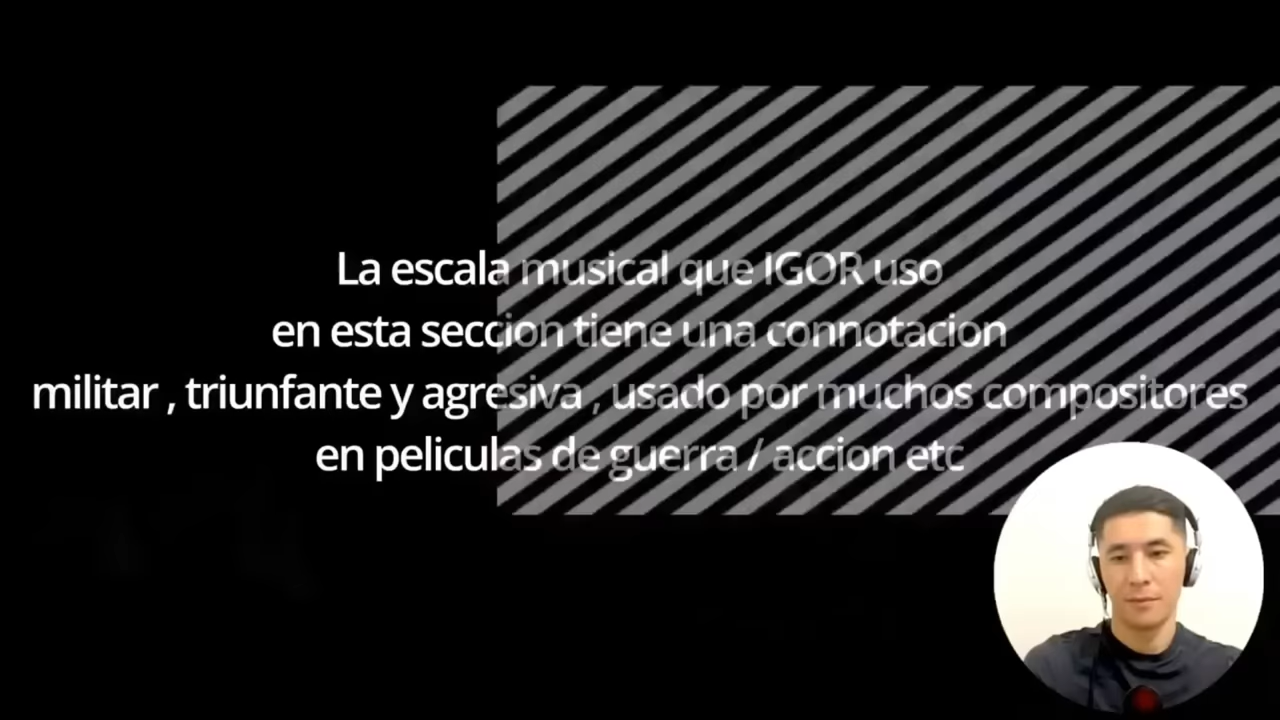 La escala musical que IGOR uso
en esta seccion tiene una connotacion
militar , triunfante y agresiva , usado por muchos compositores
en peliculas de guerra / accion etc